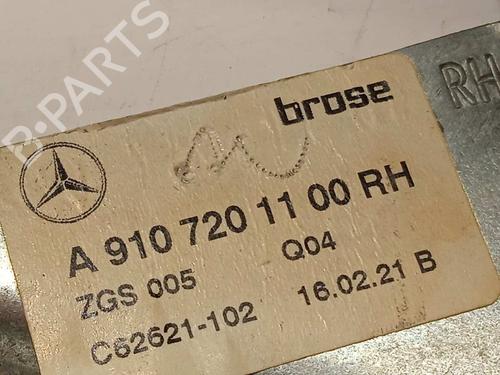 brose
RH
A 910 720 11 00 RH
ZGS 005 Q04
C62621-102 16.02.21 B
B-PARTS